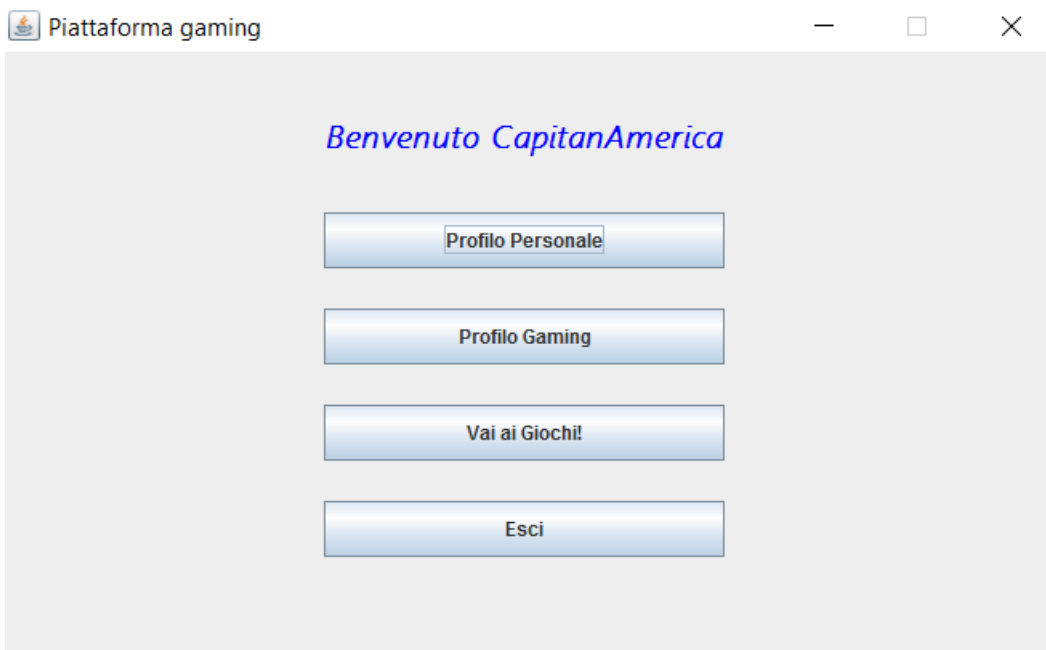 Piattaforma gaming
Benvenuto CapitanAmerica
Profilo Personale
Profilo Gaming
Vai ai Giochi!
Esci